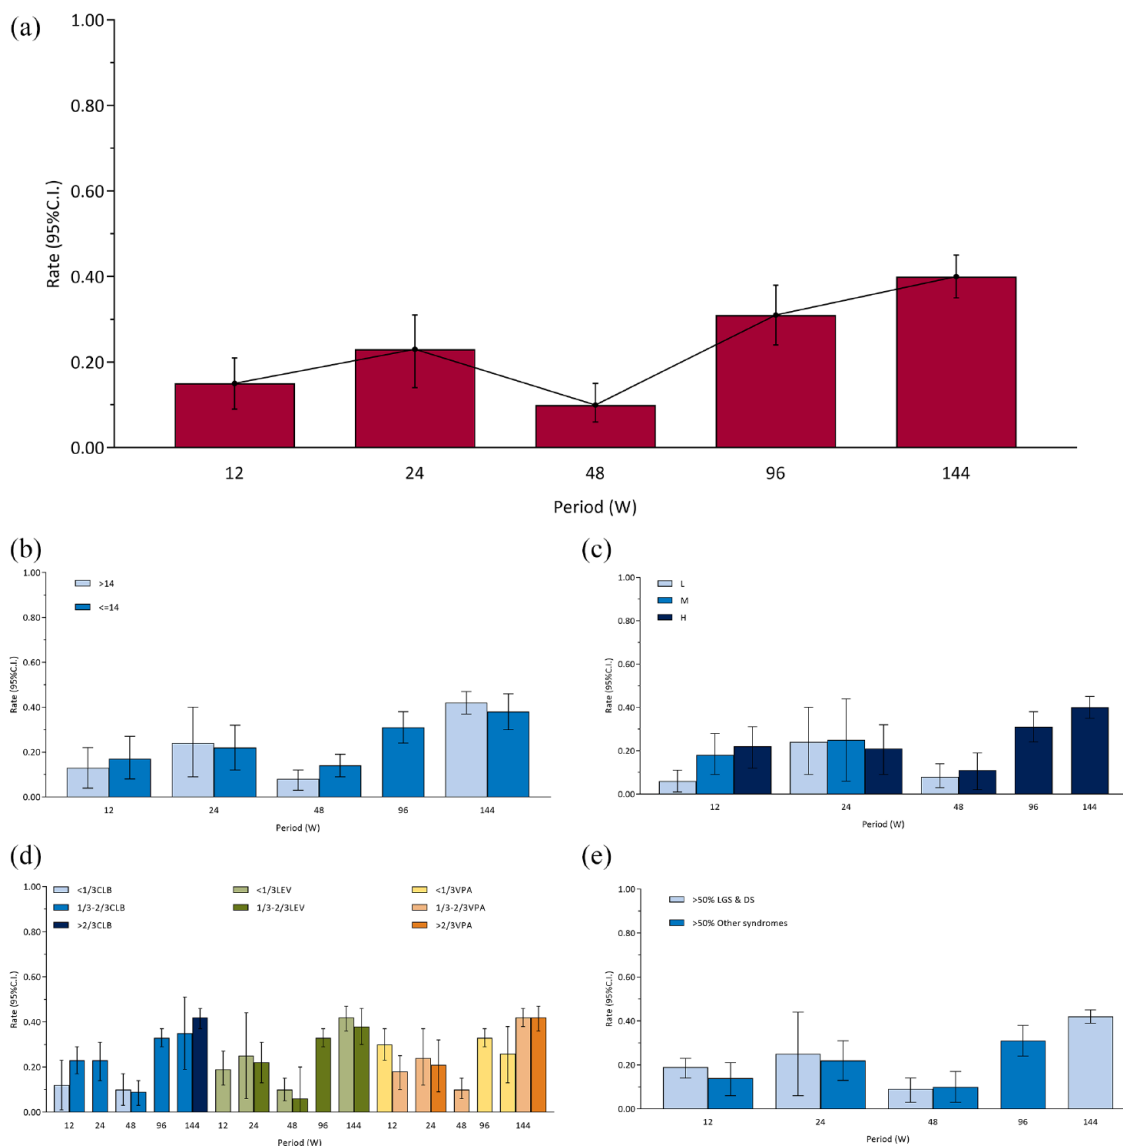 (a)
1.00
0.80
0.60
0.40
0.20
0.00
Rate (95%C.I.)
12 24 48 96 144
Period (W)
(b)
>14
<=14
1.00
0.80
0.60
0.40
0.20
0.00
Rate (95%C.I.)
12 24 48 96 144
Period (W)
(c)
L
M
H
1.00
0.80
0.60
0.40
0.20
0.00
Rate (95%C.I.)
12 24 48 96 144
Period (W)
(d)
<1/3CLB <1/3LEV <1/3VPA
1/3-2/3CLB 1/3-2/3LEV 1/3-2/3VPA
>2/3CLB >2/3VPA
1.00
0.80
0.60
0.40
0.20
0.00
Rate (95%C.I.)
12 24 48 96 144 12 24 48 96 144 12 24 48 96 144
Period (W)
(e)
>50% LGS & DS
>50% Other syndromes
1.00
0.80
0.60
0.40
0.20
0.00
Rate (95%C.I.)
12 24 48 96 144
Period (W)